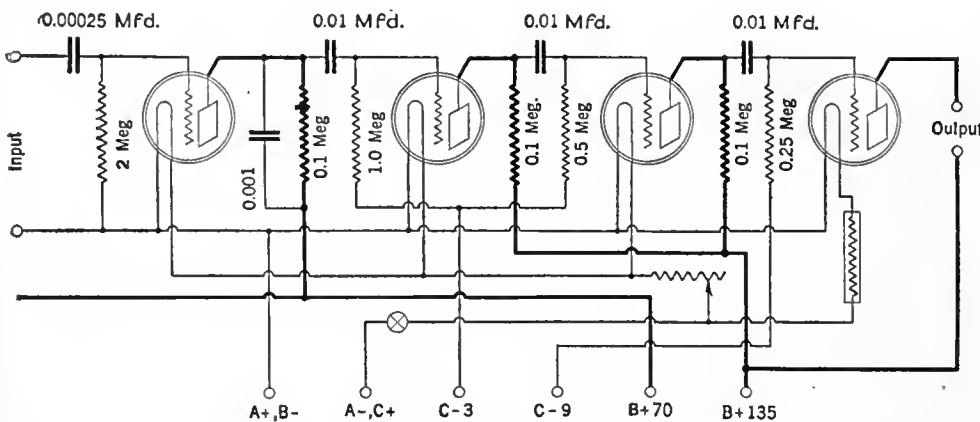 0.00025 Mfd.
0.01 Mfd.
0.01 Mfd.
0.01 Mfd.
Input
2 Meg
0.001
0.1 Meg
1.0 Meg
0.1 Meg.
0.5 Meg
0.1 Meg
0.25 Meg
Output
A+,B-
A-,C+
C-3
C-9
B+70
B+135